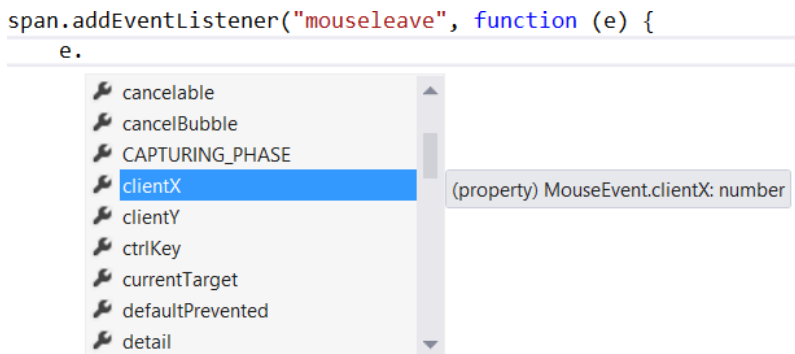 span.addEventListener("mouseleave", function (e) {
e.
cancelable
cancelBubble
CAPTURING_PHASE
clientX
(property) MouseEvent.clientX: number
clientY
ctrlKey
currentTarget
defaultPrevented
detail